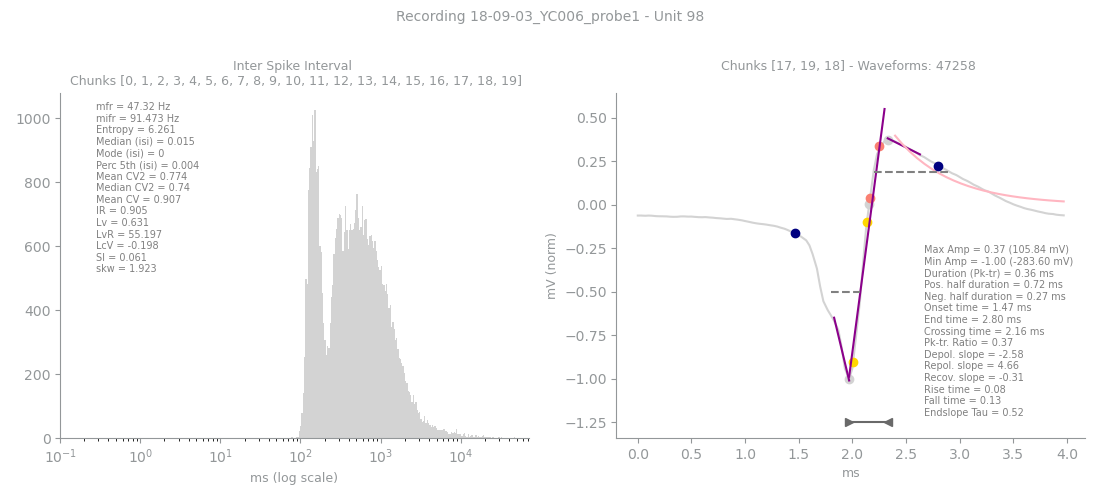 Recording 18-09-03_YC006_probe1 - Unit 98
Inter Spike Interval
Chunks [0, 1, 2, 3, 4, 5, 6, 7, 8, 9, 10, 11, 12, 13, 14, 15, 16, 17, 18, 19]
mfr = 47.32 Hz
mifr = 91.473 Hz
Entropy = 6.261
Median (isi) = 0.015
Mode (isi) = 0
Perc 5th (isi) = 0.004
Mean CV2 = 0.774
Median CV2 = 0.74
Mean CV = 0.907
IR = 0.905
Lv = 0.631
LvR = 55.197
LcV = -0.198
SI = 0.061
skw = 1.923
1000
800
600
400
200
0
10⁻¹ 10⁰ 10¹ 10² 10³ 10⁴
ms (log scale)
Chunks [17, 19, 18] - Waveforms: 47258
mV (norm)
0.50
0.25
0.00
−0.25
−0.50
−0.75
−1.00
−1.25
Max Amp = 0.37 (105.84 mV)
Min Amp = -1.00 (-283.60 mV)
Duration (Pk-tr) = 0.36 ms
Pos. half duration = 0.72 ms
Neg. half duration = 0.27 ms
Onset time = 1.47 ms
End time = 2.80 ms
Crossing time = 2.16 ms
Pk-tr. Ratio = 0.37
Depol. slope = -2.58
Repol. slope = 4.66
Recov. slope = -0.31
Rise time = 0.08
Fall time = 0.13
Endslope Tau = 0.52
0.0 0.5 1.0 1.5 2.0 2.5 3.0 3.5 4.0
ms